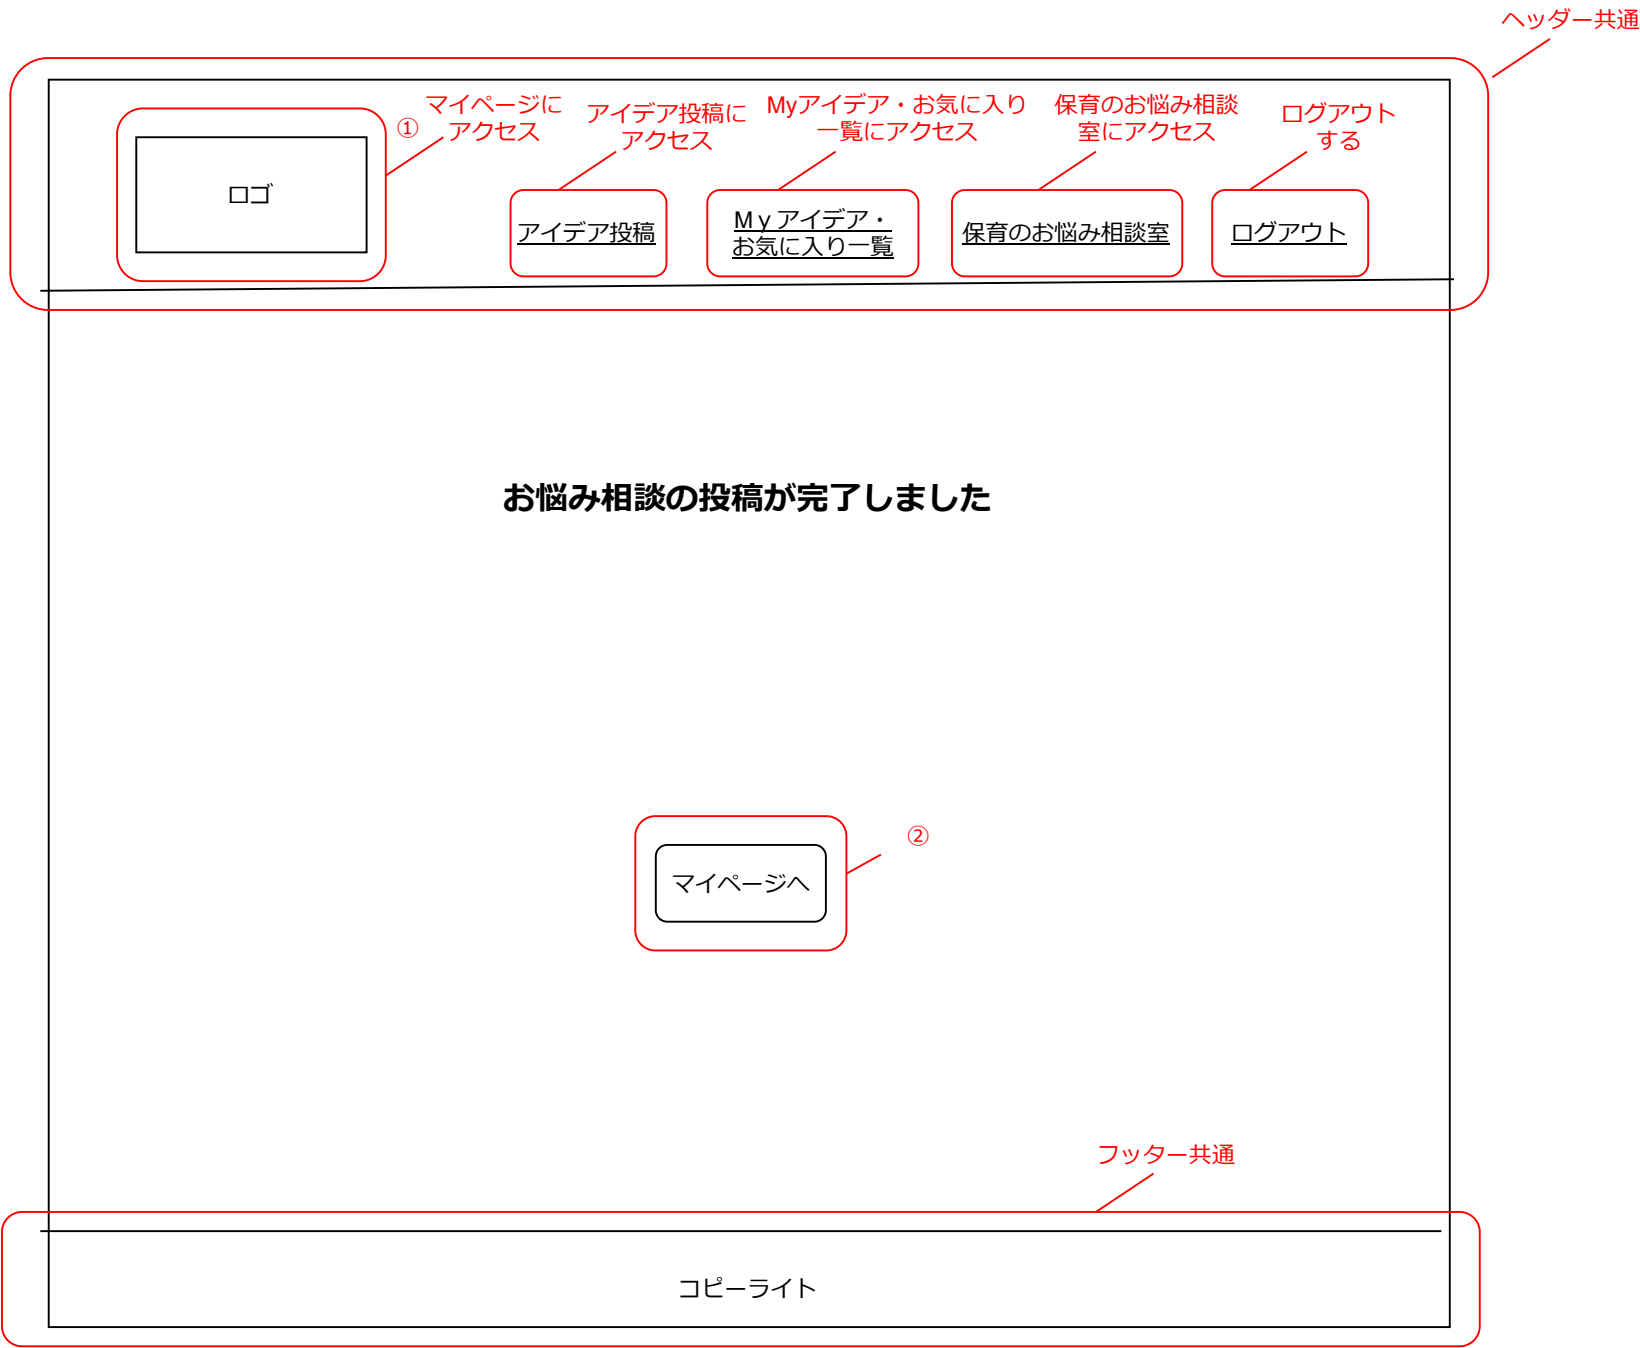 ヘッダー共通
①
マイページに
アクセス
アイデア投稿に
アクセス
Myアイデア・お気に入り
一覧にアクセス
保育のお悩み相談
室にアクセス
ログアウト
する
ロゴ
アイデア投稿
Ｍｙアイデア・
お気に入り一覧
保育のお悩み相談室
ログアウト
お悩み相談の投稿が完了しました
②
マイページへ
フッター共通
コピーライト